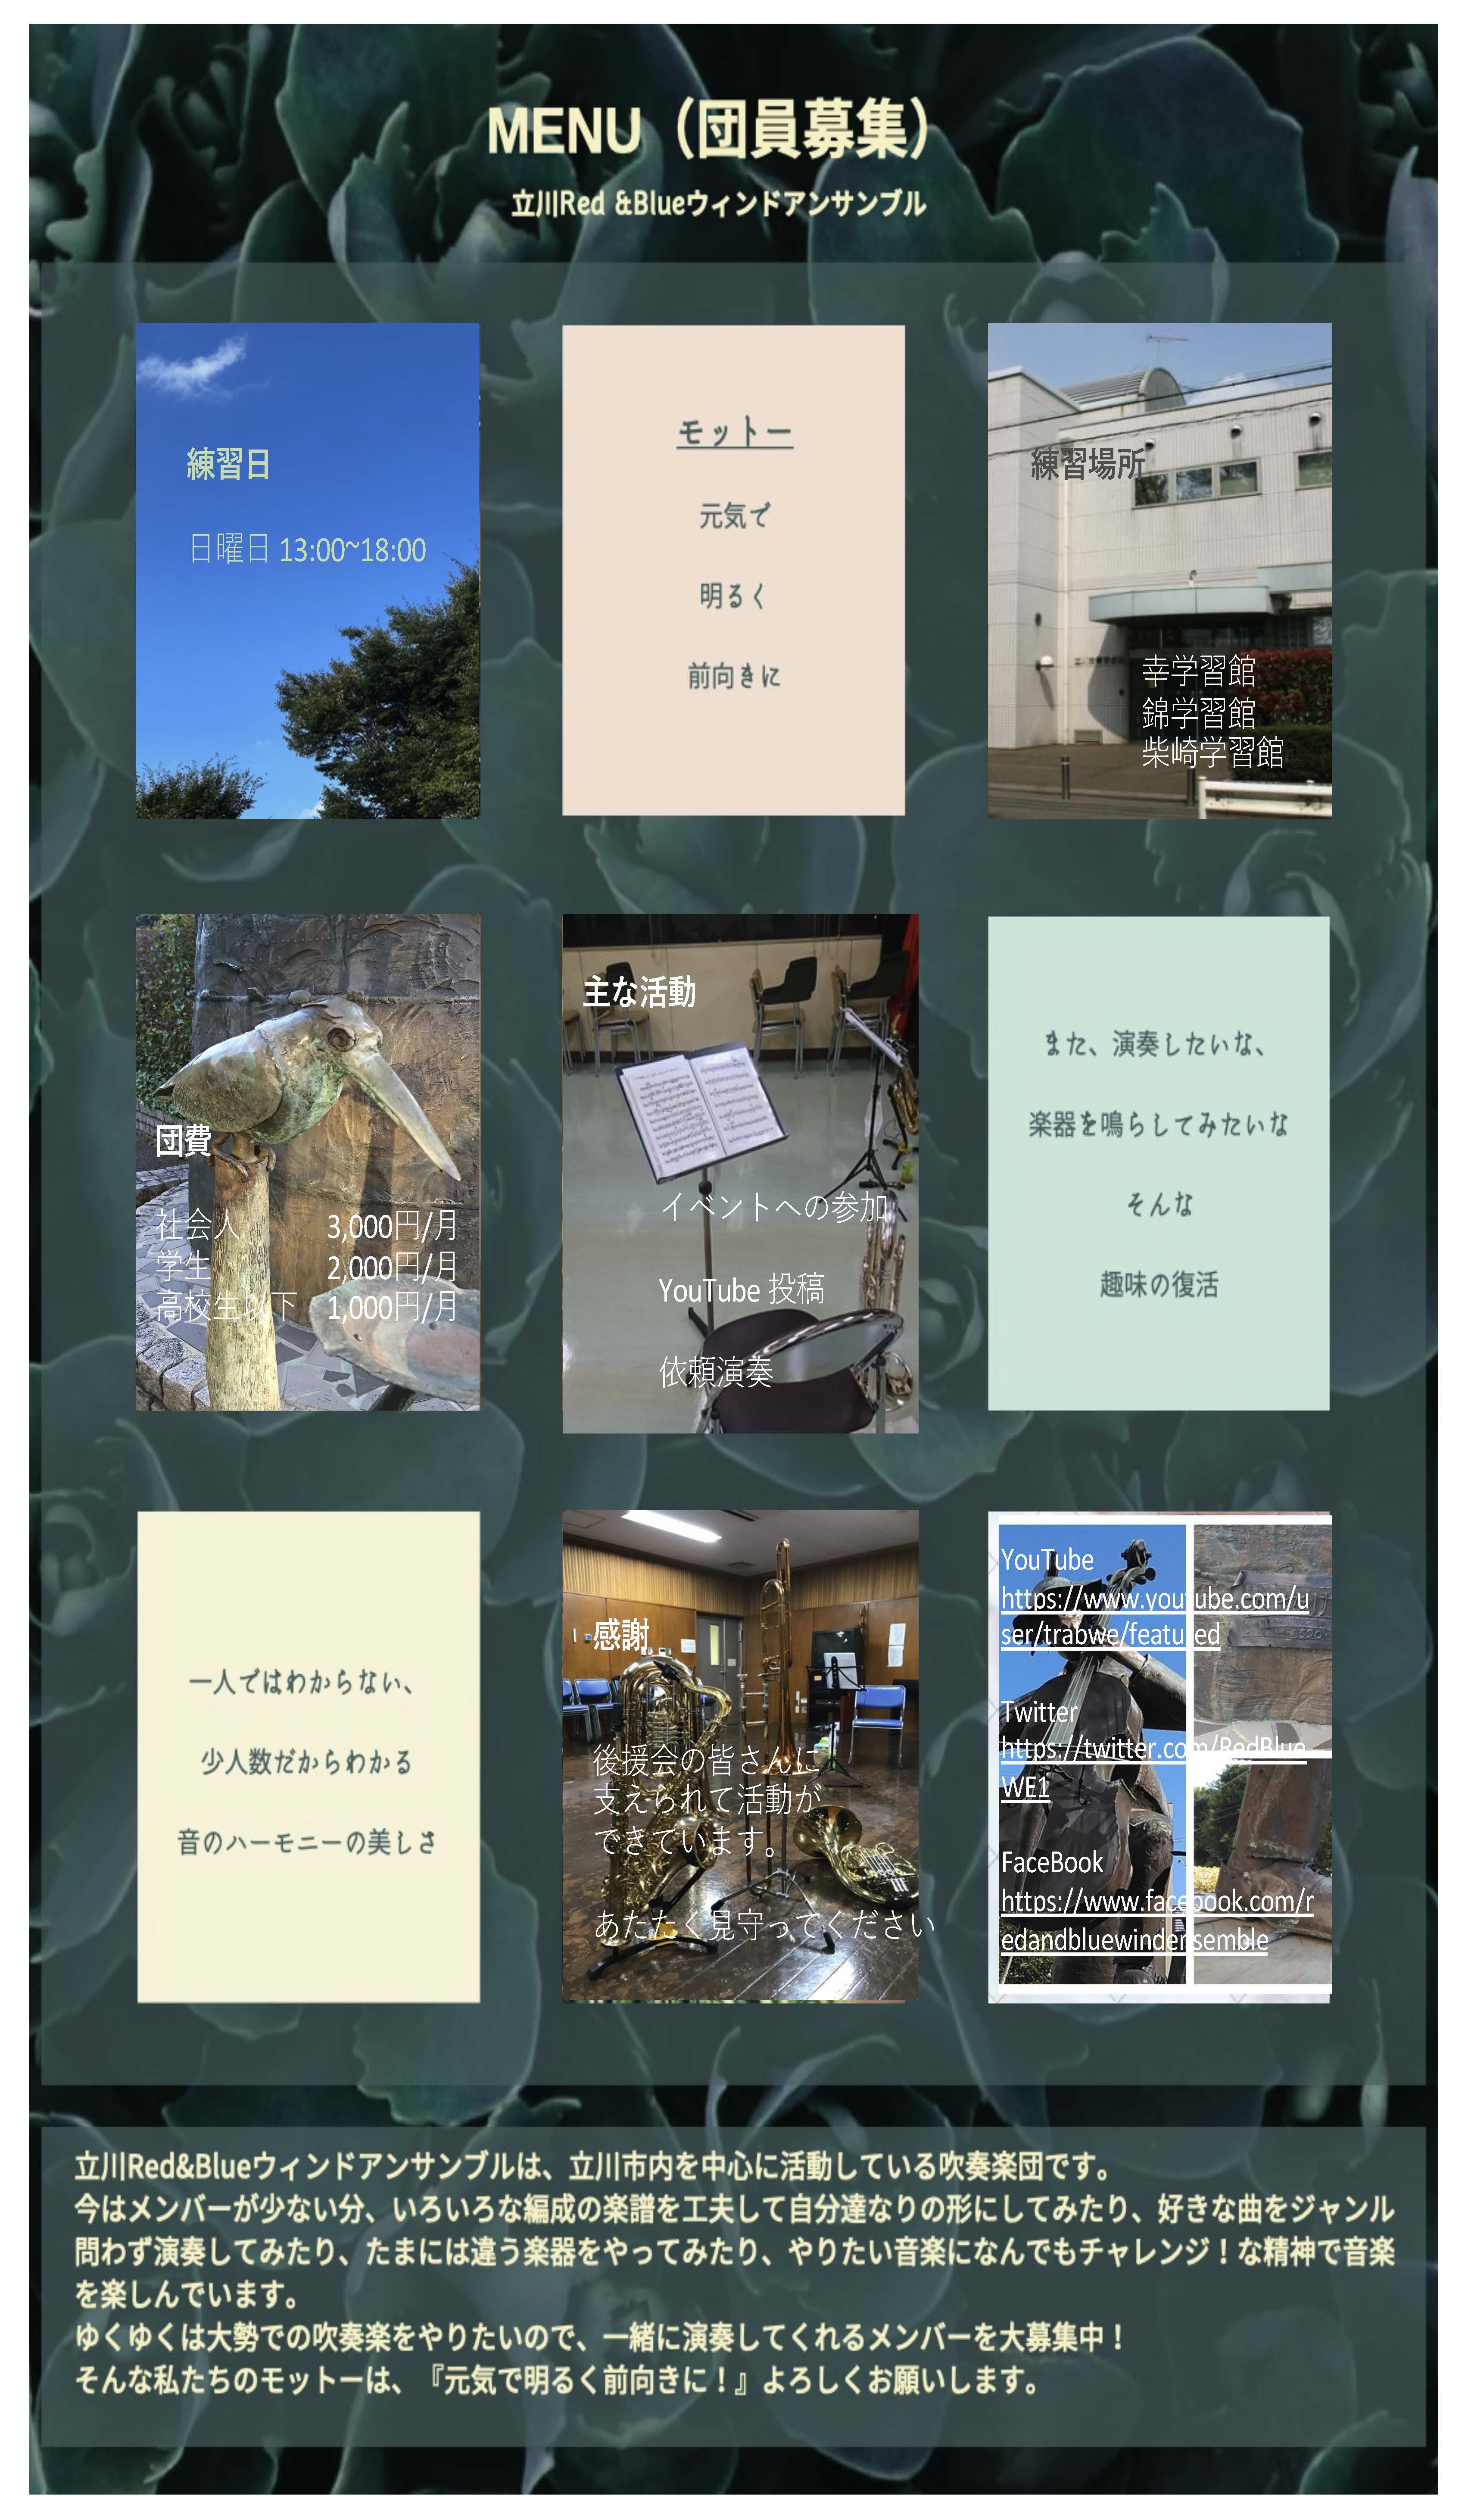 MENU（団員募集）
立川Red &Blueウィンドアンサンブル
練習日
日曜日 13:00~18:00
モットー
元気で
明るく
前向きに
練習場所
幸学習館
錦学習館
柴崎学習館
団費
社会人 3,000円/月
学生 2,000円/月
高校生以下 1,000円/月
主な活動
イベントへの参加
YouTube 投稿
依頼演奏
また、演奏したいな、
楽器を鳴らしてみたいな
そんな
趣味の復活
一人ではわからない、
少人数だからわかる
音のハーモニーの美しさ
感謝
後援会の皆さんに
支えられて活動が
できています。
あたたく見守ってください
YouTube
https://www.youtube.com/u
ser/trabwe/featured
Twitter
https://twitter.com/RedBlue
WE1
FaceBook
https://www.facebook.com/r
edandbluewindensemble
立川Red&Blueウィンドアンサンブルは、立川市内を中心に活動している吹奏楽団です。
今はメンバーが少ない分、いろいろな編成の楽譜を工夫して自分達なりの形にしてみたり、好きな曲をジャンル
問わず演奏してみたり、たまには違う楽器をやってみたり、やりたい音楽になんでもチャレンジ！な精神で音楽
を楽しんでいます。
ゆくゆくは大勢での吹奏楽をやりたいので、一緒に演奏してくれるメンバーを大募集中！
そんな私たちのモットーは、『元気で明るく前向きに！』よろしくお願いします。